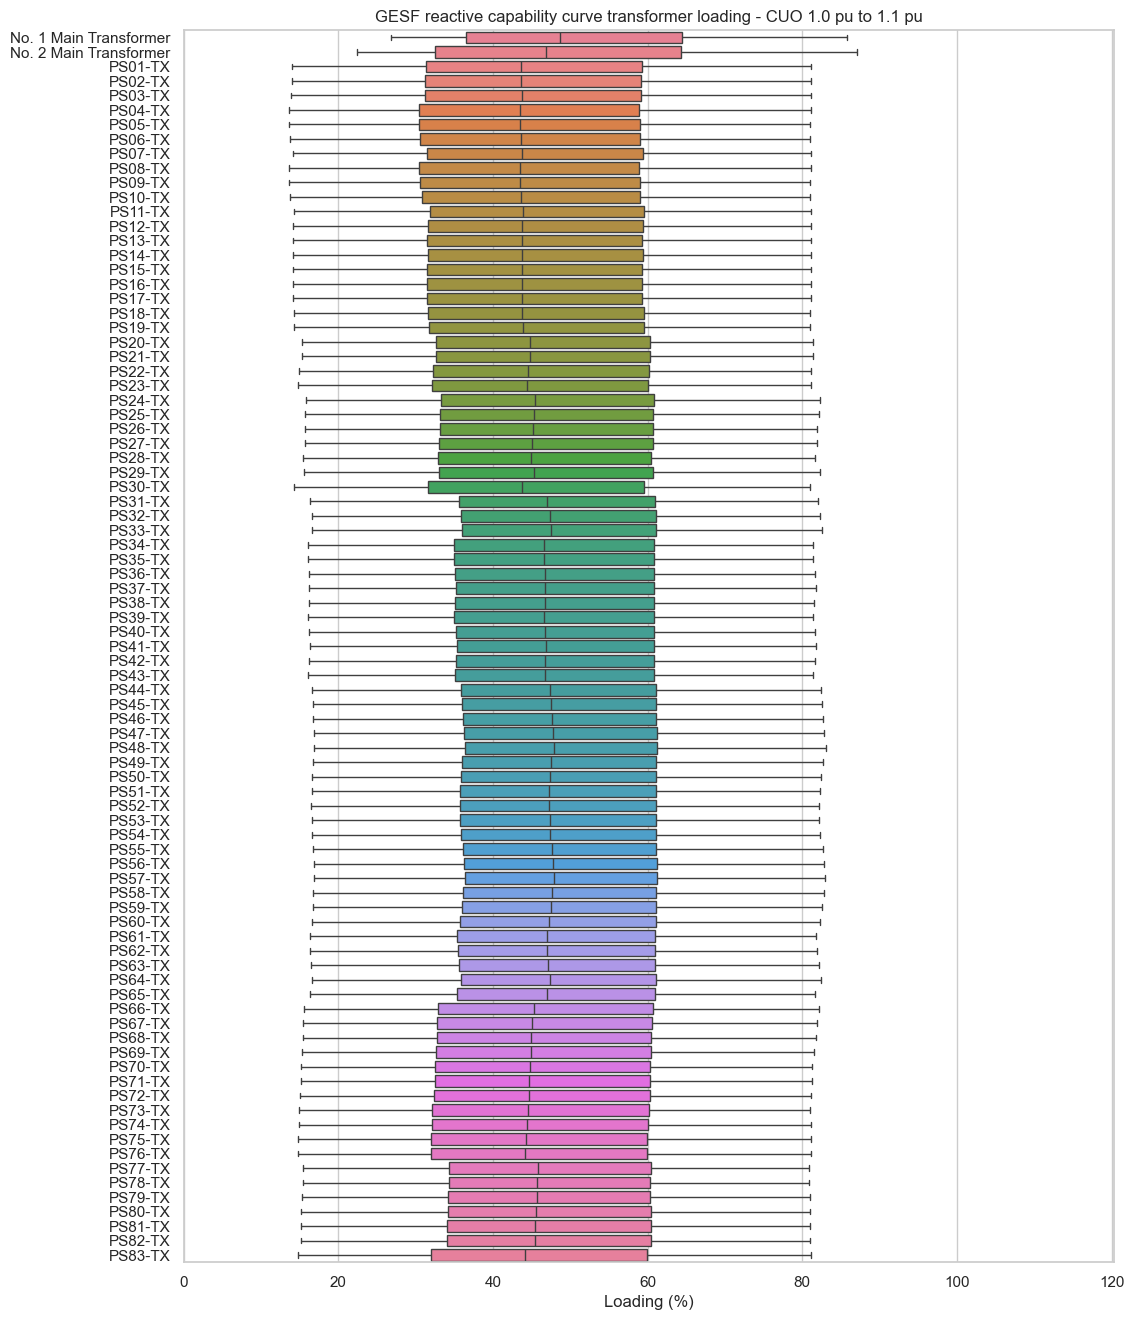 GESF reactive capability curve transformer loading - CUO 1.0 pu to 1.1 pu
No. 1 Main Transformer
No. 2 Main Transformer
PS01-TX
PS02-TX
PS03-TX
PS04-TX
PS05-TX
PS06-TX
PS07-TX
PS08-TX
PS09-TX
PS10-TX
PS11-TX
PS12-TX
PS13-TX
PS14-TX
PS15-TX
PS16-TX
PS17-TX
PS18-TX
PS19-TX
PS20-TX
PS21-TX
PS22-TX
PS23-TX
PS24-TX
PS25-TX
PS26-TX
PS27-TX
PS28-TX
PS29-TX
PS30-TX
PS31-TX
PS32-TX
PS33-TX
PS34-TX
PS35-TX
PS36-TX
PS37-TX
PS38-TX
PS39-TX
PS40-TX
PS41-TX
PS42-TX
PS43-TX
PS44-TX
PS45-TX
PS46-TX
PS47-TX
PS48-TX
PS49-TX
PS50-TX
PS51-TX
PS52-TX
PS53-TX
PS54-TX
PS55-TX
PS56-TX
PS57-TX
PS58-TX
PS59-TX
PS60-TX
PS61-TX
PS62-TX
PS63-TX
PS64-TX
PS65-TX
PS66-TX
PS67-TX
PS68-TX
PS69-TX
PS70-TX
PS71-TX
PS72-TX
PS73-TX
PS74-TX
PS75-TX
PS76-TX
PS77-TX
PS78-TX
PS79-TX
PS80-TX
PS81-TX
PS82-TX
PS83-TX
0 20 40 60 80 100 120
Loading (%)